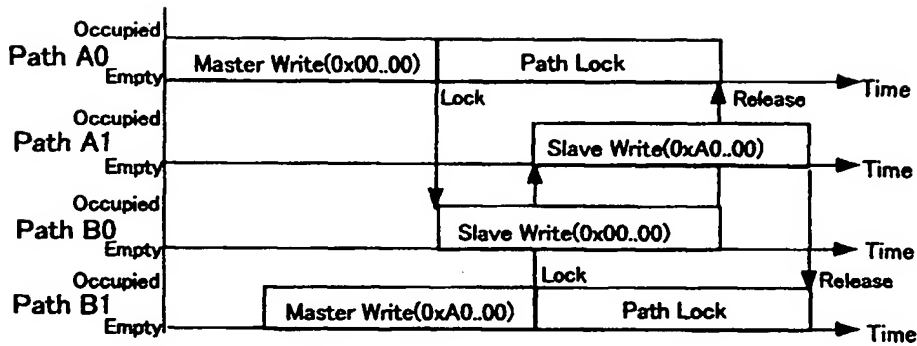 Occupied
Path A0 Master Write(0x00..00) Path Lock
Empty Time
Lock Release
Occupied
Path A1 Slave Write(0xA0..00)
Empty Time
Occupied
Path B0 Slave Write(0x00..00)
Empty Time
Lock Release
Occupied
Path B1 Master Write(0xA0..00) Path Lock
Empty Time